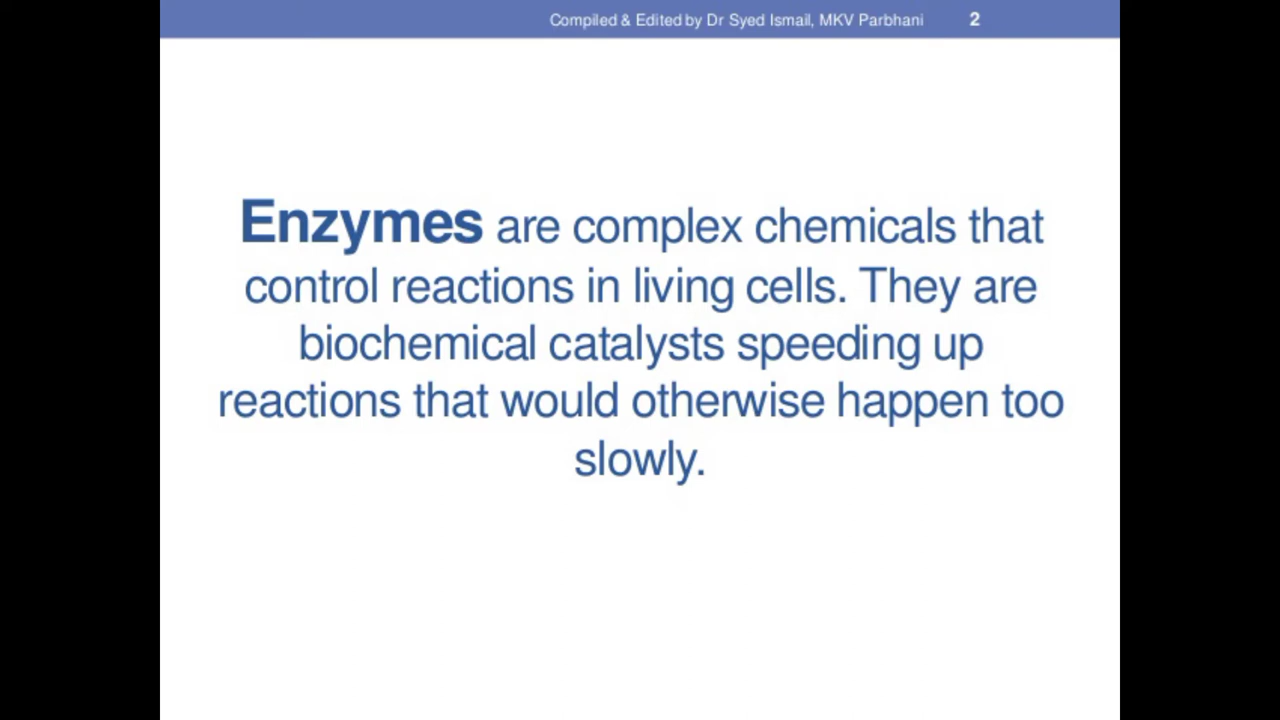 Compiled & Edited by Dr Syed Ismail, MKV Parbhani 2
Enzymes are complex chemicals that
control reactions in living cells. They are
biochemical catalysts speeding up
reactions that would otherwise happen too
slowly.